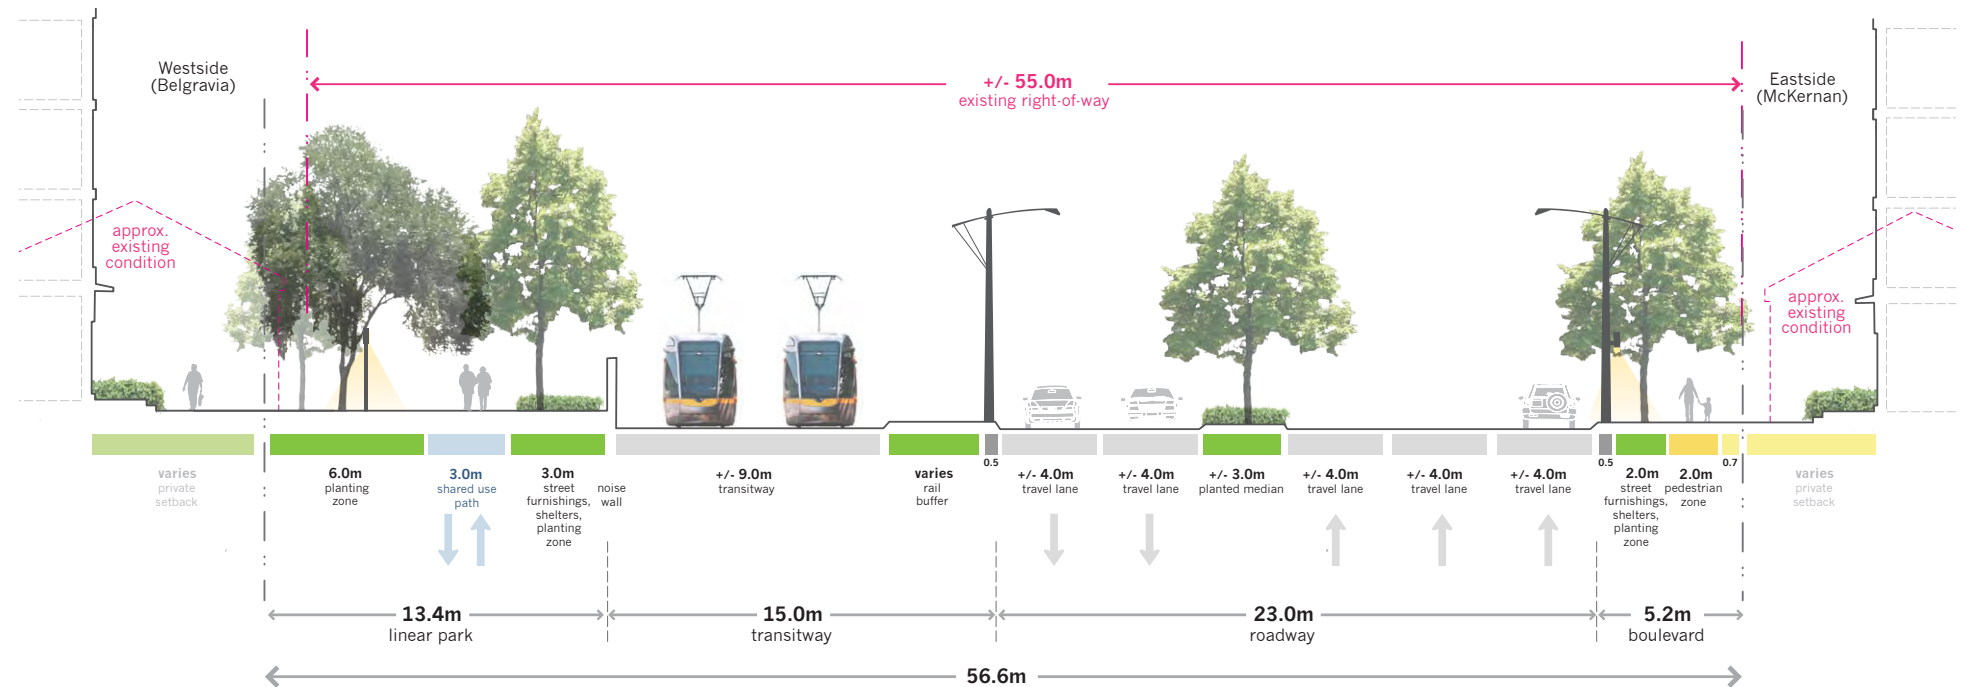 Westside
(Belgravia)
+/- 55.0m
existing right-of-way
Eastside
(McKernan)
approx.
existing
condition
approx.
existing
condition
varies
private
setback
6.0m
planting
zone
3.0m
shared use
path
3.0m
street
furnishings,
shelters,
planting
zone
noise
wall
+/- 9.0m
transitway
varies
rail
buffer
0.5
+/- 4.0m
travel lane
+/- 4.0m
travel lane
+/- 3.0m
planted median
+/- 4.0m
travel lane
+/- 4.0m
travel lane
+/- 4.0m
travel lane
0.5
2.0m
street
furnishings,
shelters,
planting
zone
2.0m
pedestrian
zone
0.7
varies
private
setback
13.4m
linear park
15.0m
transitway
23.0m
roadway
5.2m
boulevard
56.6m